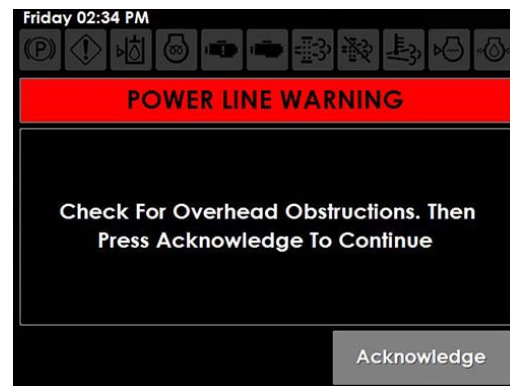 Friday 02:34 PM
POWER LINE WARNING
Check For Overhead Obstructions. Then
Press Acknowledge To Continue
Acknowledge